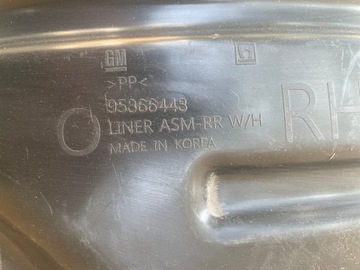 GM
>PP<
95366443
LINER ASM-RR W/H
MADE IN KOREA
RH